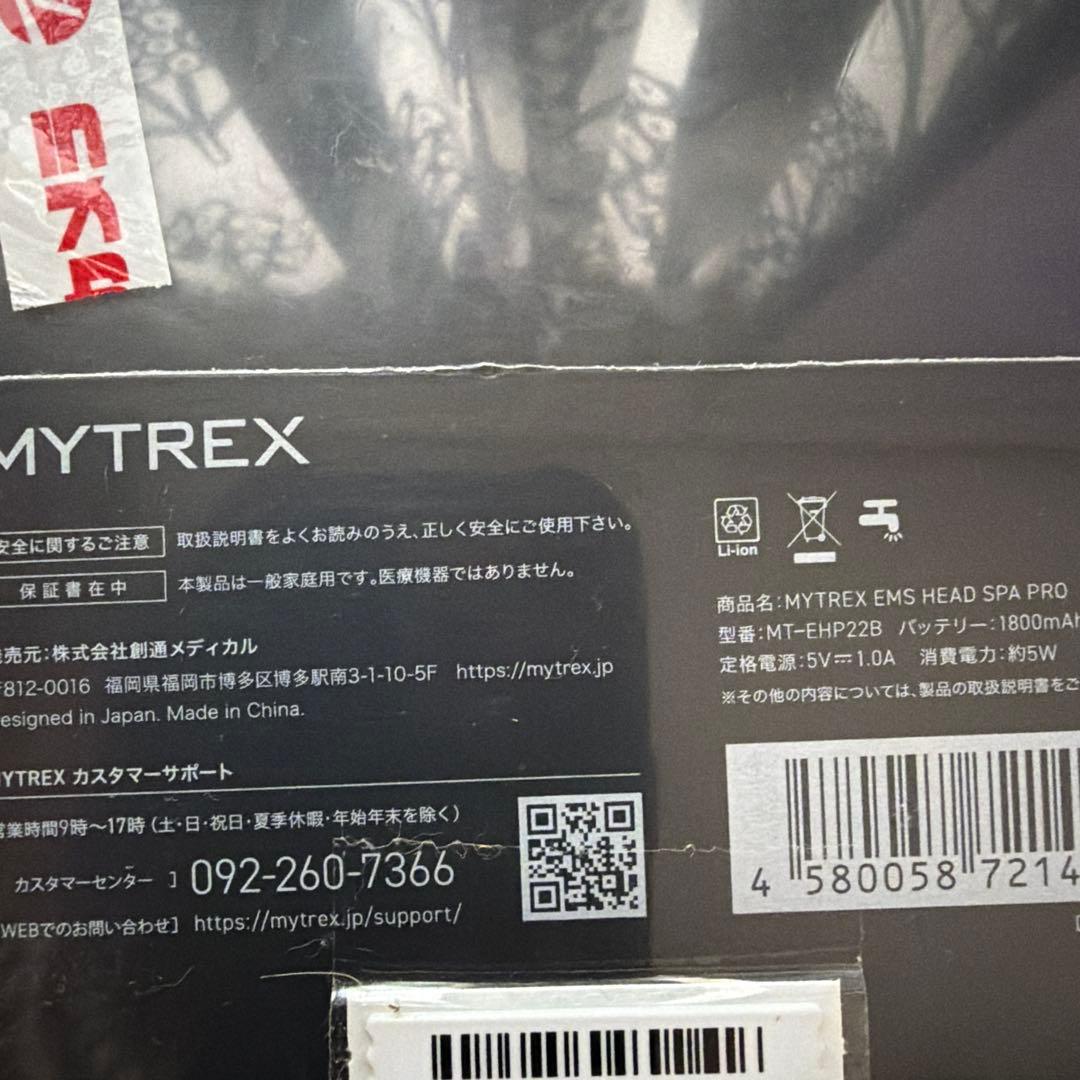 EKA
MYTREX
安全に関するご注意 取扱説明書をよくお読みのうえ、正しく安全にご使用下さい。
保証書在中 本製品は一般家庭用です。医療機器ではありません。
売元:株式会社創通メディカル
812-0016 福岡県福岡市博多区博多駅南3-1-10-5F https://mytrex.jp
esigned in Japan. Made in China.
YTREX カスタマーサポート
営業時間9時〜17時(土・日・祝日・夏季休暇・年始年末を除く)
カスタマーセンター ] 092-260-7366
WEBでのお問い合わせ] https://mytrex.jp/support/
Li-ion
商品名:MYTREX EMS HEAD SPA PRO
型番:MT-EHP22B バッテリー:1800mAh
定格電源:5V⎓1.0A 消費電力:約5W
※その他の内容については、製品の取扱説明書をご
4 580058 7214